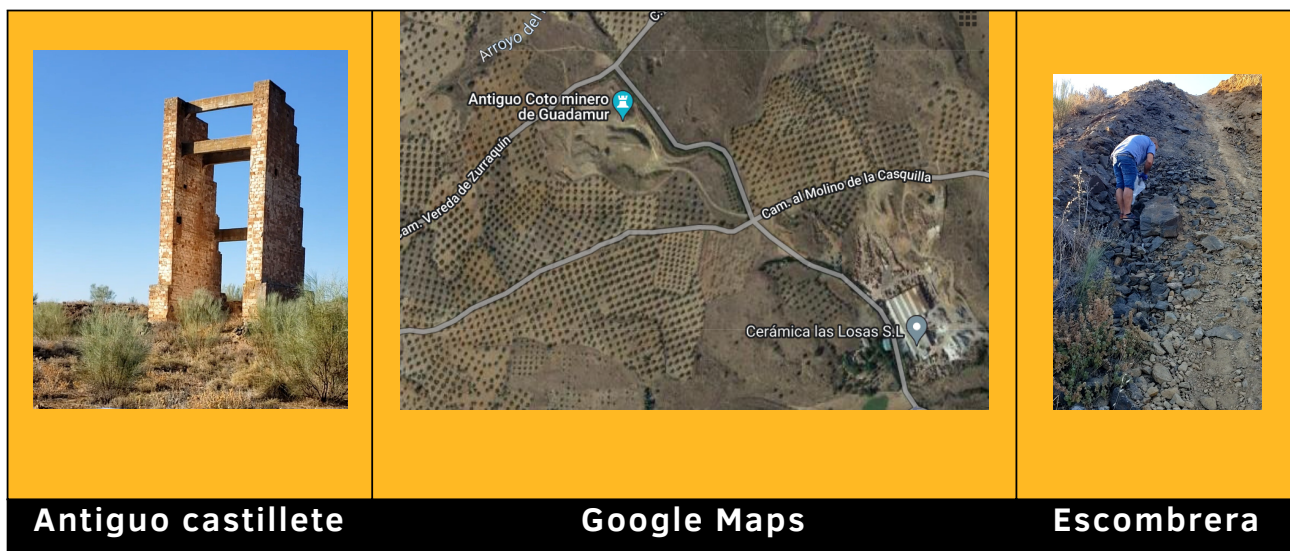 Arroyo del
C.
Antiguo Coto minero
de Guadamur
Cam. Vereda de Zurraquín
Cam. al Molino de la Casquilla
Cerámica las Losas S.L
Antiguo castillete
Google Maps
Escombrera